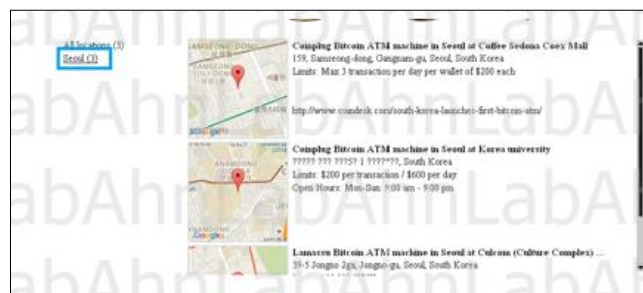 All locations (3)
Seoul (3)
Coinplug Bitcoin ATM machine in Seoul at Coffee Sedona Coex Mall
159, Samseong-dong, Gangnam-gu, Seoul, South Korea
Limits: Max 3 transaction per day per wallet of $200 each
http://www.coindesk.com/south-korea-launches-first-bitcoin-atm/
Coinplug Bitcoin ATM machine in Seoul at Korea university
????? ??? ????5? 1 ????*??, South Korea
Limits: $200 per transaction / $600 per day
Open Hours: Mon-Sun: 9:00 am - 9:00 pm
Lamassu Bitcoin ATM machine in Seoul at Culcom (Culture Complex) ...
39-5 Jongno 2ga, Jongno-gu, Seoul, South Korea
AhnLab